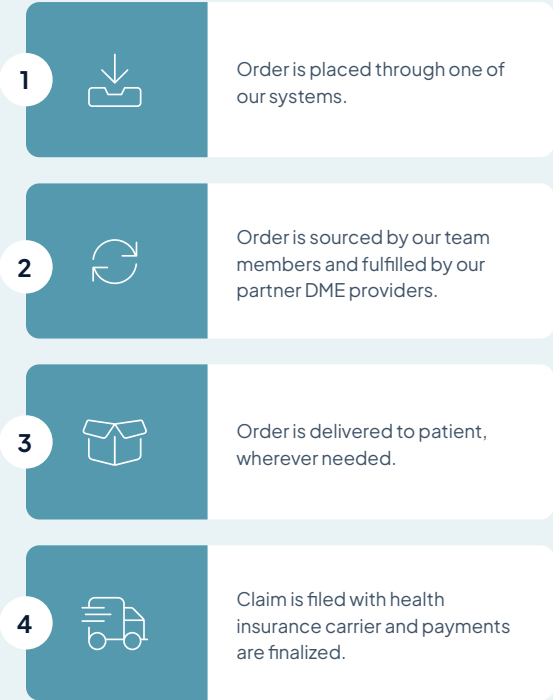 1
Order is placed through one of
our systems.
2
Order is sourced by our team
members and fulfilled by our
partner DME providers.
3
Order is delivered to patient,
wherever needed.
4
Claim is filed with health
insurance carrier and payments
are finalized.